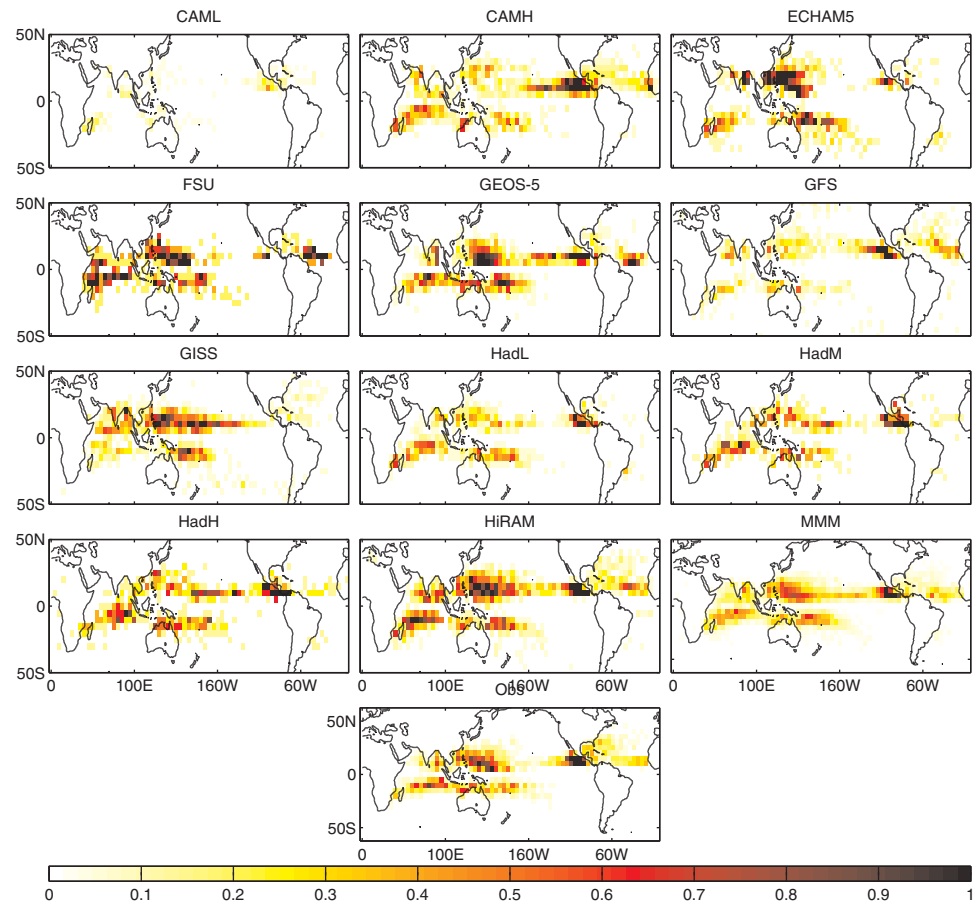 CAML CAMH ECHAM5
50N
0
50S
FSU GEOS-5 GFS
50N
0
50S
GISS HadL HadM
50N
0
50S
HadH HiRAM MMM
50N
0
50S
0 100E 160W 60W 0 100E 160W 60W 0 100E 160W 60W
Obs
50N
0
50S
0 100E 160W 60W
0 0.1 0.2 0.3 0.4 0.5 0.6 0.7 0.8 0.9 1